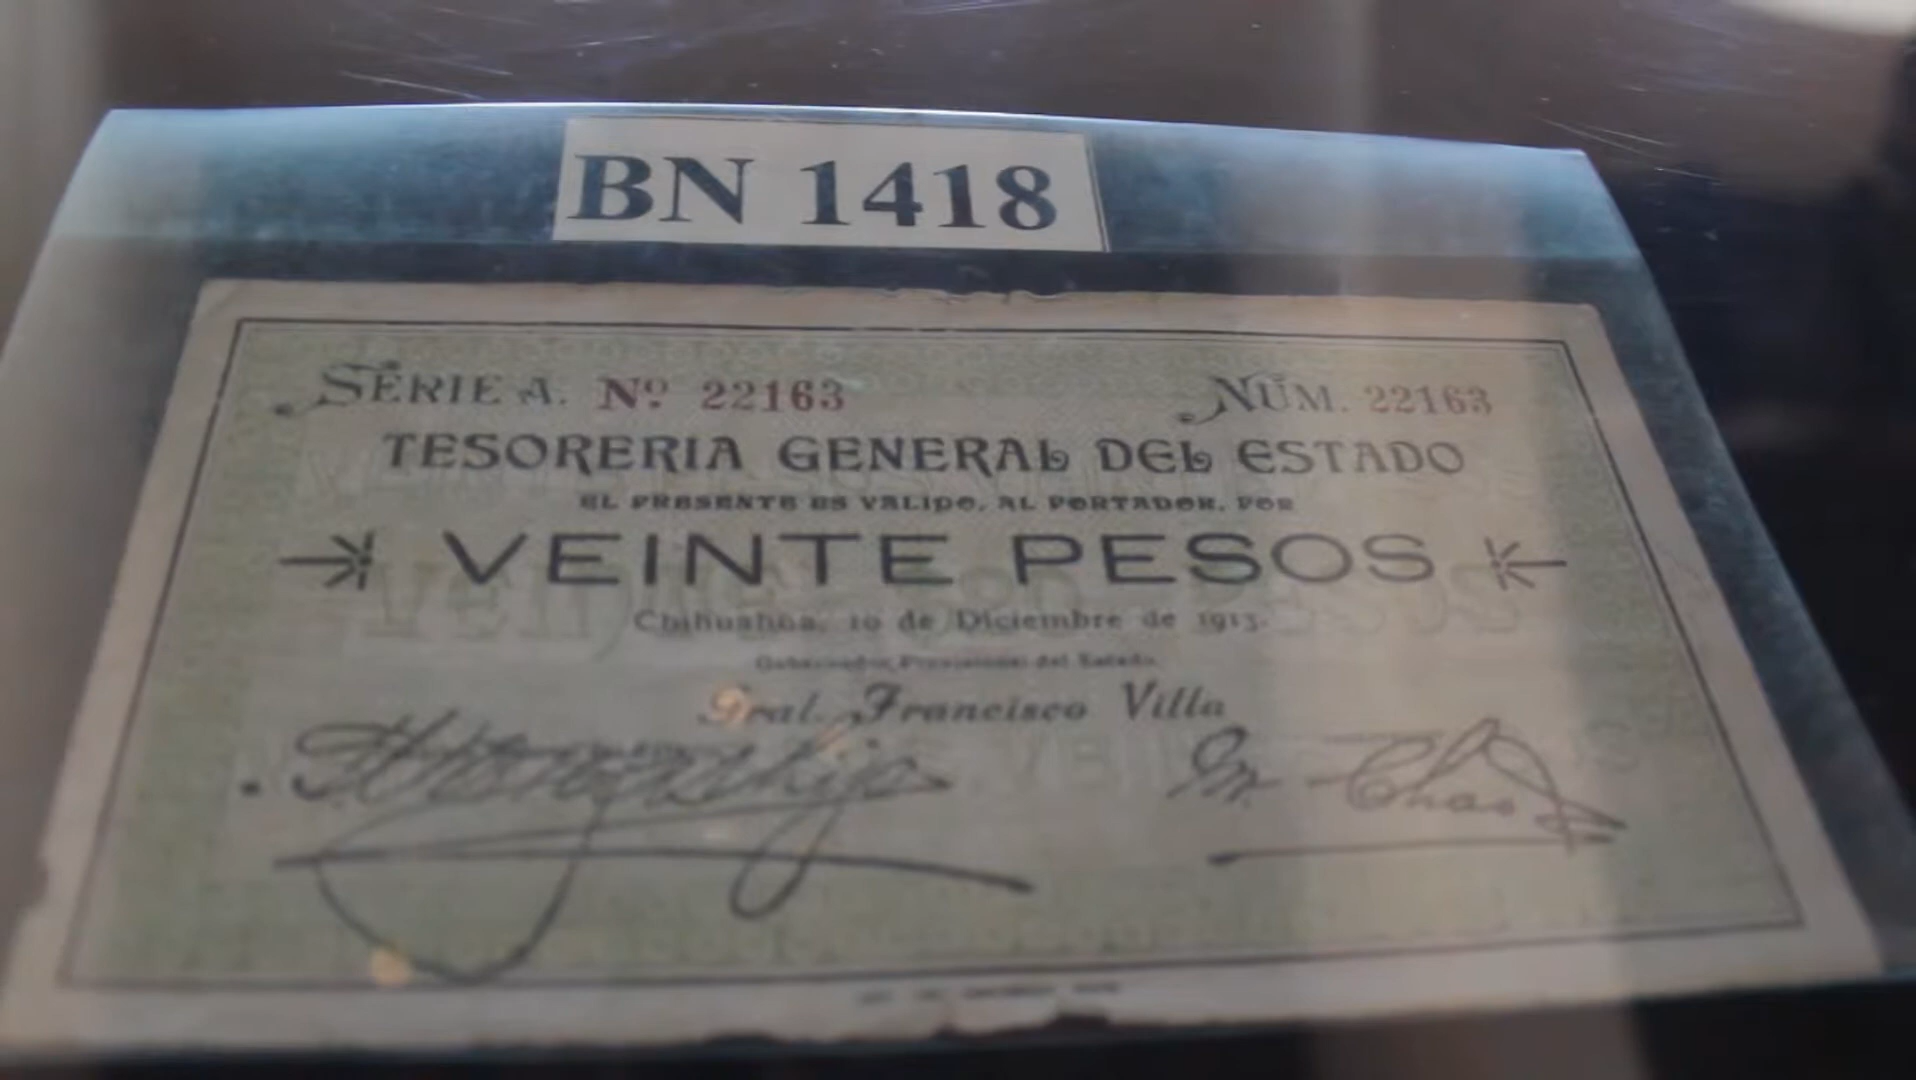 BN 1418
SERIE A. Nº 22163 NÚM. 22163
TESORERIA GENERAL DEL ESTADO
EL PRESENTE ES VALIDO, AL PORTADOR, POR
VEINTE PESOS
Chihuahua, 10 de Diciembre de 1913.
Gobernador Provisional del Estado,
Gral. Francisco Villa
M. Chao